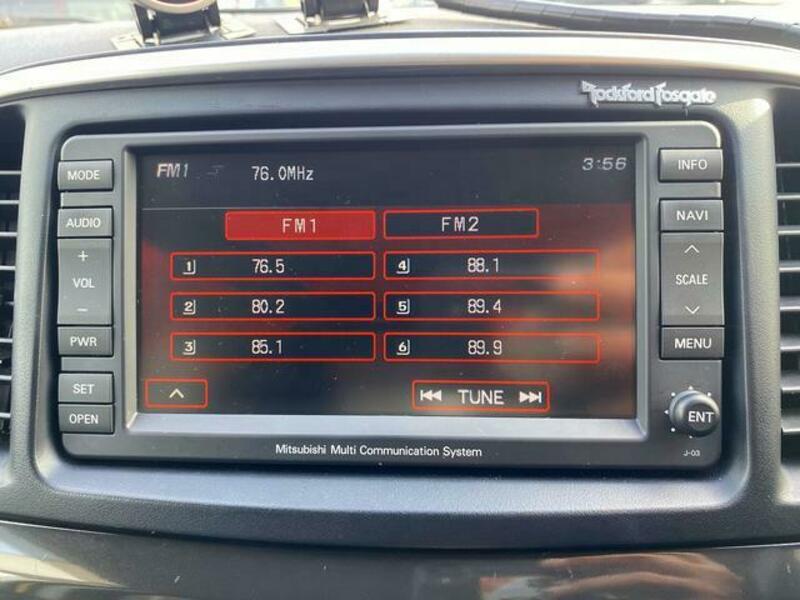 Rockford Fosgate
MODE
AUDIO
+
VOL
−
PWR
SET
OPEN
FM1 76.0MHz 3:56
FM1 FM2
1 76.5 4 88.1
2 80.2 5 89.4
3 85.1 6 89.9
TUNE
INFO
NAVI
SCALE
MENU
ENT
J-03
Mitsubishi Multi Communication System